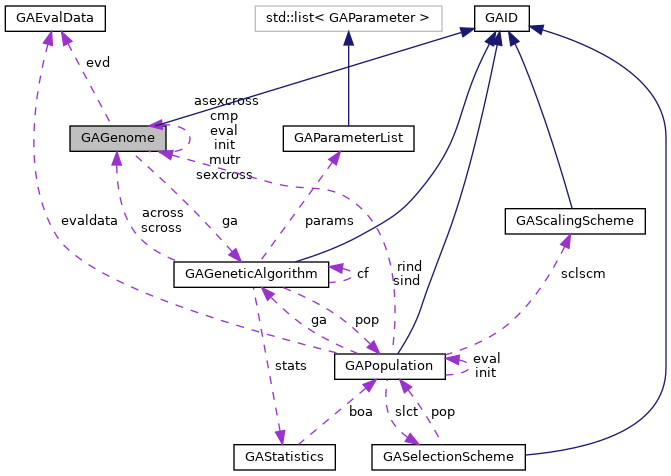 GAEvalData
std::list< GAParameter >
GAID
evd
asexcross
cmp
eval
init
mutr
sexcross
GAGenome
GAParameterList
evaldata
across
scross
ga
params
GAScalingScheme
GAGeneticAlgorithm
cf
rind
sind
sclscm
ga
pop
stats
GAPopulation
eval
init
boa
slct
pop
GAStatistics
GASelectionScheme